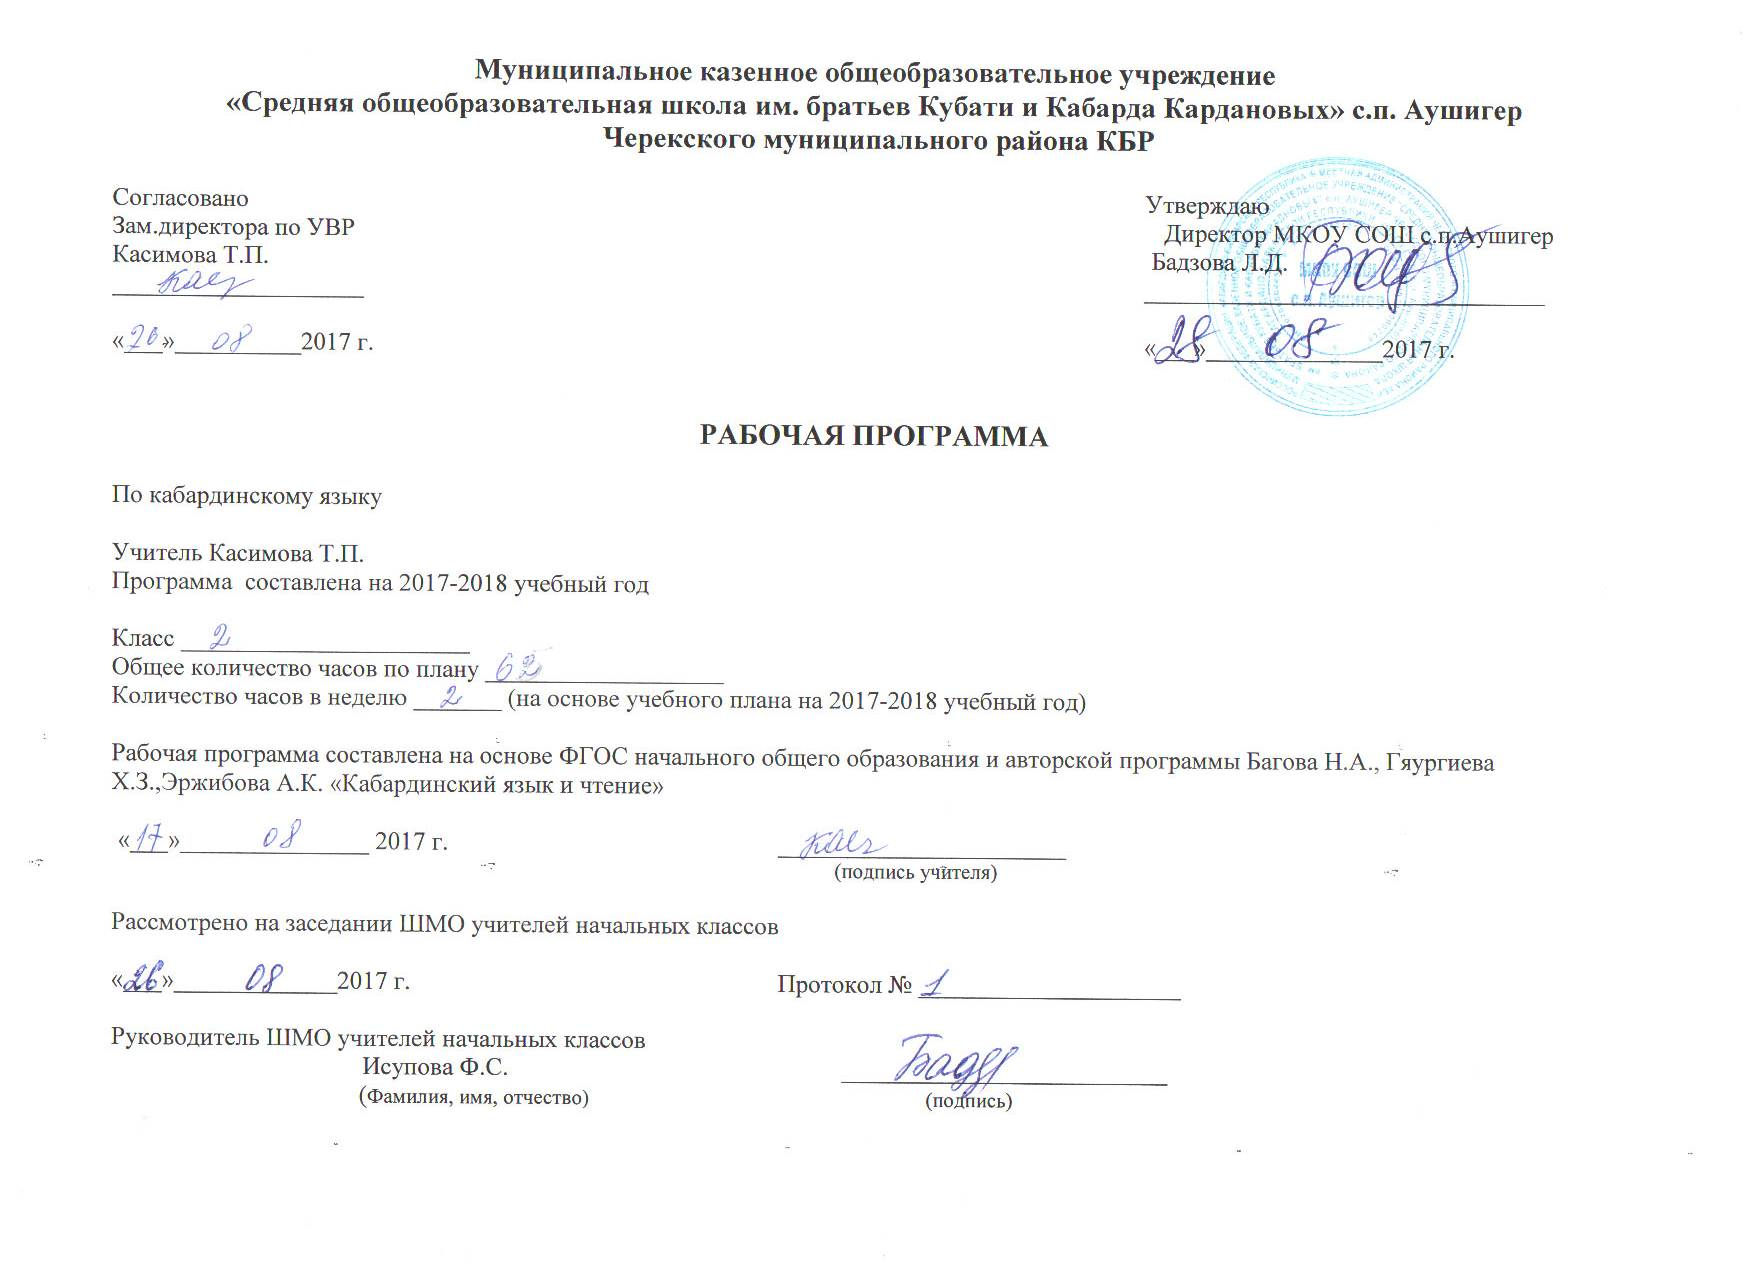 Муниципальное казенное общеобразовательное учреждение
«Средняя общеобразовательная школа им. братьев Кубати и Кабарда Кардановых» с.п. Аушигер
Черекского муниципального района КБР
Согласовано
Зам.директора по УВР
Касимова Т.П.
«26»__________2017 г.
Утверждаю
Директор МКОУ СОШ с.п.Аушигер
Бадзова Л.Д.
МКОУ СОШ
с.п. Аушигер
«28» 08 2017 г.
РАБОЧАЯ ПРОГРАММА
По кабардинскому языку
Учитель Касимова Т.П.
Программа составлена на 2017-2018 учебный год
Класс 2
Общее количество часов по плану 62
Количество часов в неделю 2 (на основе учебного плана на 2017-2018 учебный год)
Рабочая программа составлена на основе ФГОС начального общего образования и авторской программы Багова Н.А., Гяургиева
Х.З.,Эржибова А.К. «Кабардинский язык и чтение»
«17» 08 2017 г.
(подпись учителя)
Рассмотрено на заседании ШМО учителей начальных классов
«26» 08 2017 г. Протокол № 1
Руководитель ШМО учителей начальных классов
Исупова Ф.С.
(Фамилия, имя, отчество) (подпись)